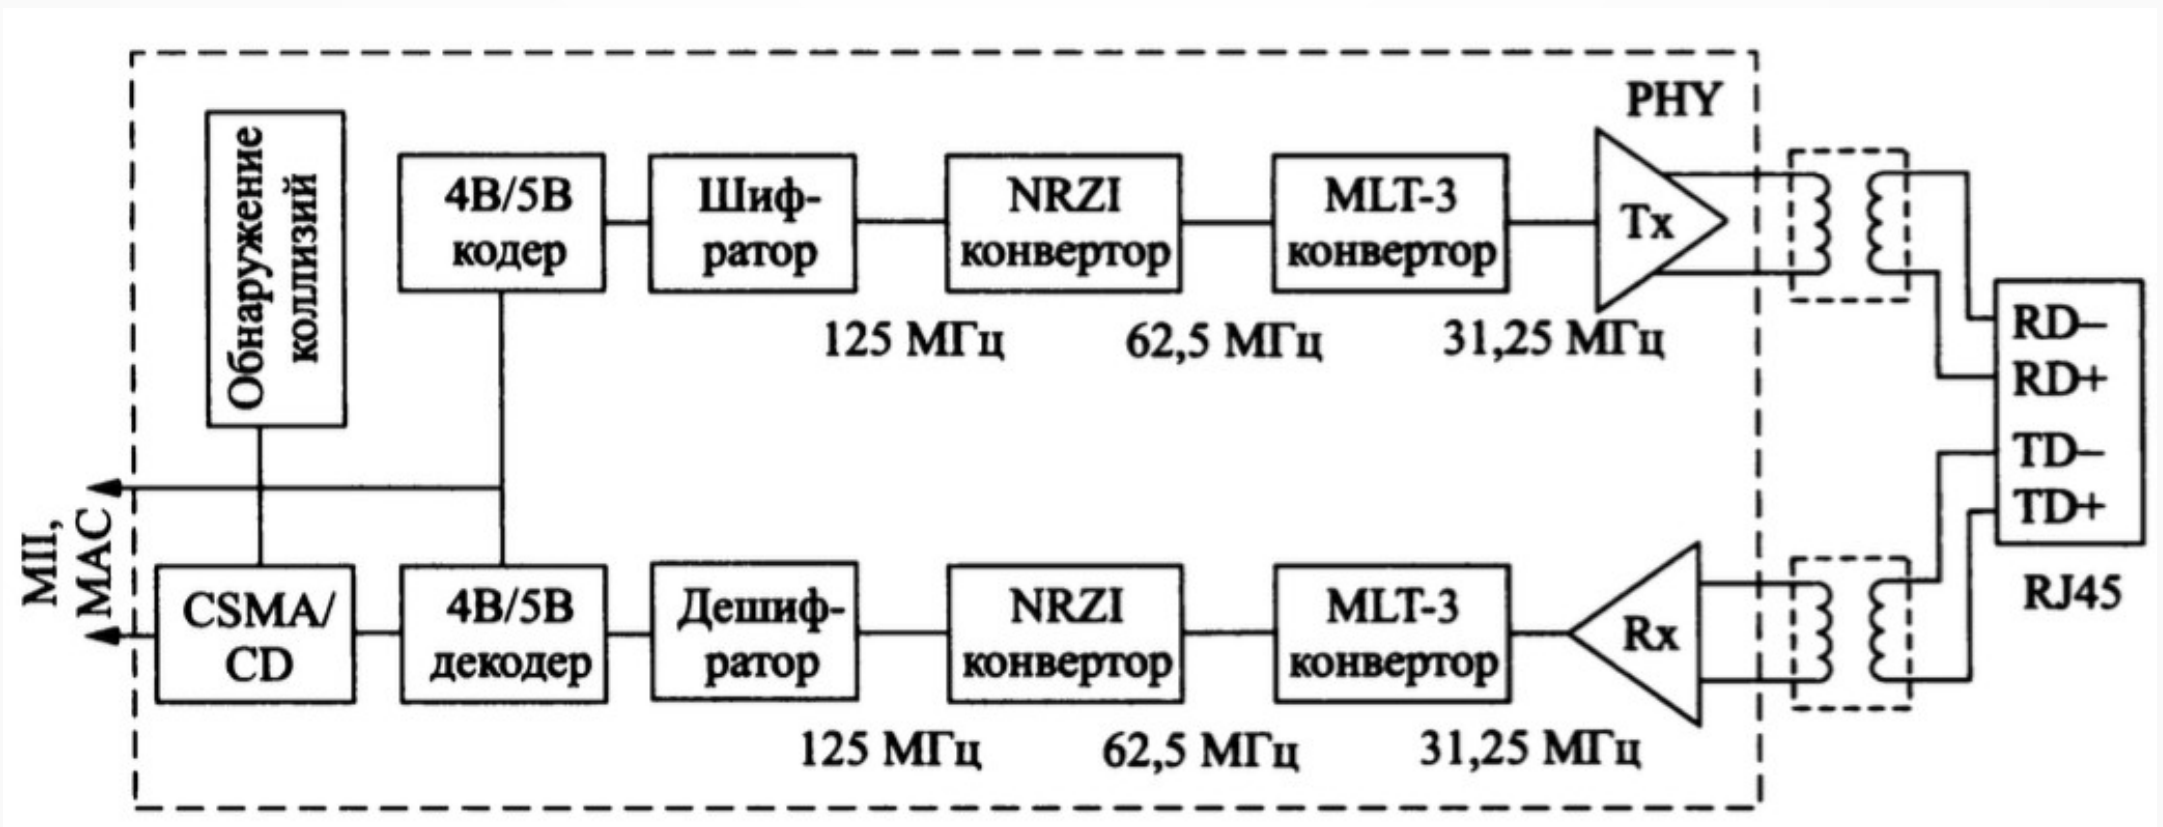 PHY
Обнаружение
коллизий
4B/5B
кодер
Шиф-
ратор
NRZI
конвертор
MLT-3
конвертор
Tx
125 МГц
62,5 МГц
31,25 МГц
RD–
RD+
TD–
TD+
RJ45
MII,
MAC
CSMA/
CD
4B/5B
декодер
Дешиф-
ратор
NRZI
конвертор
MLT-3
конвертор
Rx
125 МГц
62,5 МГц
31,25 МГц